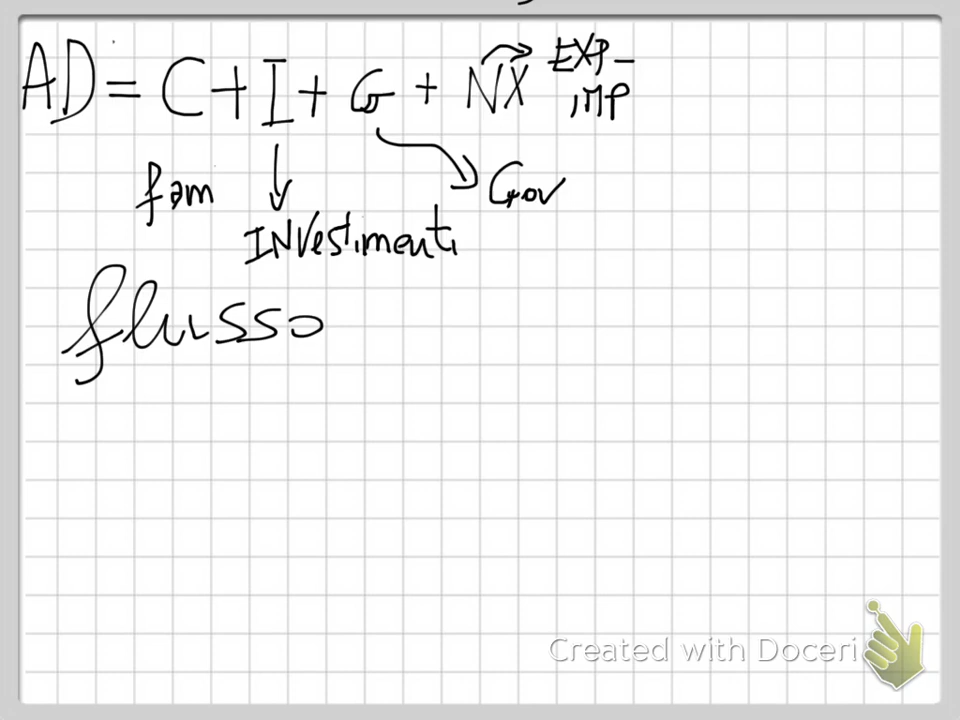 AD = C + I + G + NX EXP -
IMP
fam
Gov
INVestimenti
flusso
Created with Doceri